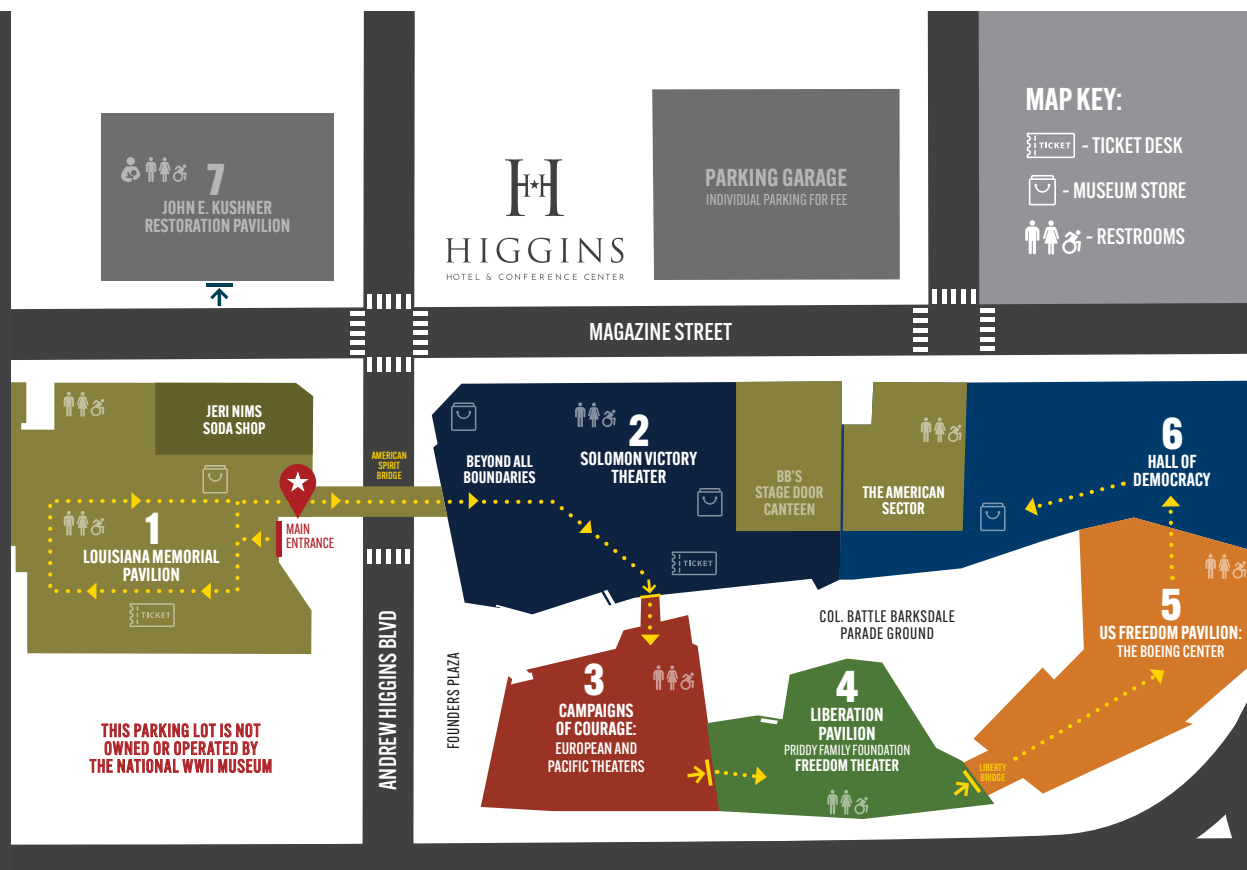 7
JOHN E. KUSHNER
RESTORATION PAVILION
H★H
HIGGINS
HOTEL & CONFERENCE CENTER
PARKING GARAGE
INDIVIDUAL PARKING FOR FEE
MAP KEY:
TICKET - TICKET DESK
- MUSEUM STORE
- RESTROOMS
MAGAZINE STREET
JERI NIMS
SODA SHOP
AMERICAN
SPIRIT
BRIDGE
MAIN
ENTRANCE
1
LOUISIANA MEMORIAL
PAVILION
TICKET
BEYOND ALL
BOUNDARIES
2
SOLOMON VICTORY
THEATER
TICKET
BB'S
STAGE DOOR
CANTEEN
THE AMERICAN
SECTOR
6
HALL OF
DEMOCRACY
COL. BATTLE BARKSDALE
PARADE GROUND
5
US FREEDOM PAVILION:
THE BOEING CENTER
3
CAMPAIGNS
OF COURAGE:
EUROPEAN AND
PACIFIC THEATERS
4
LIBERATION
PAVILION
PRIDDY FAMILY FOUNDATION
FREEDOM THEATER
LIBERTY
BRIDGE
FOUNDERS PLAZA
ANDREW HIGGINS BLVD
THIS PARKING LOT IS NOT
OWNED OR OPERATED BY
THE NATIONAL WWII MUSEUM